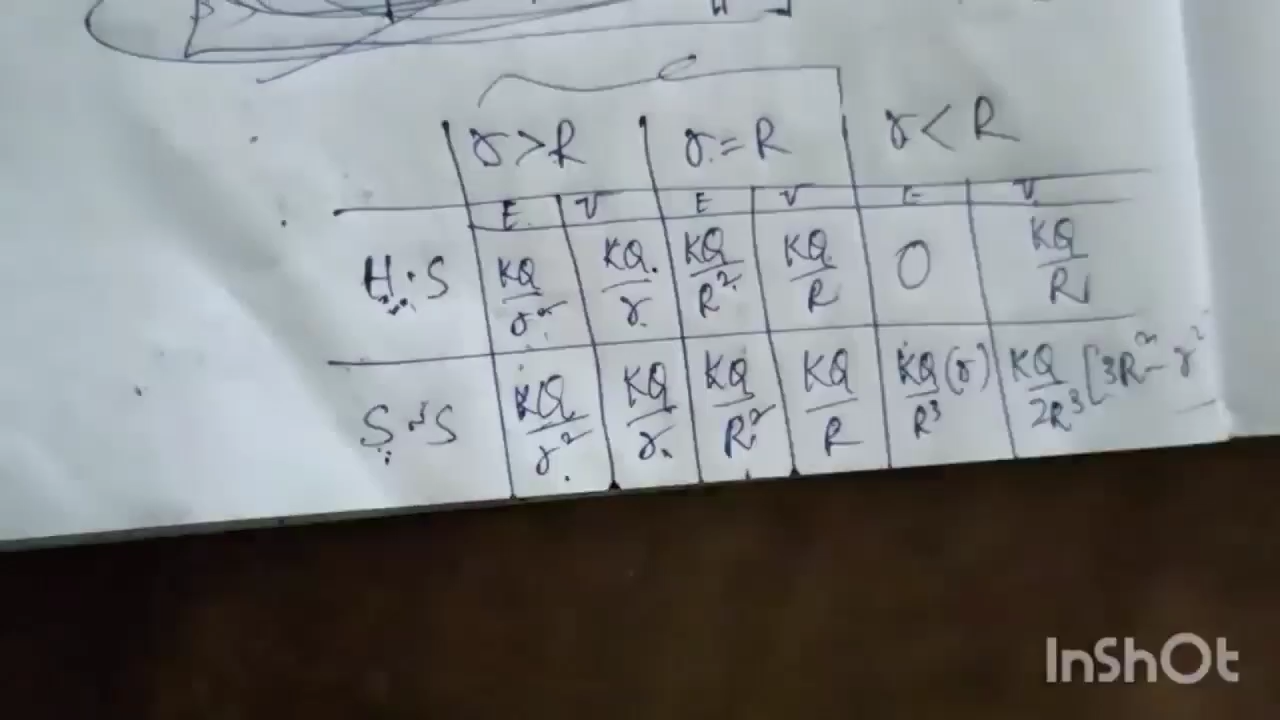 r > R r = R r < R
E V E V E V
H.S KQ/r² KQ/r KQ/R² KQ/R 0 KQ/R
S.S KQ/r² KQ/r KQ/R² KQ/R KQ/R³ (r) KQ/2R³ [3R² - r²
InShOt